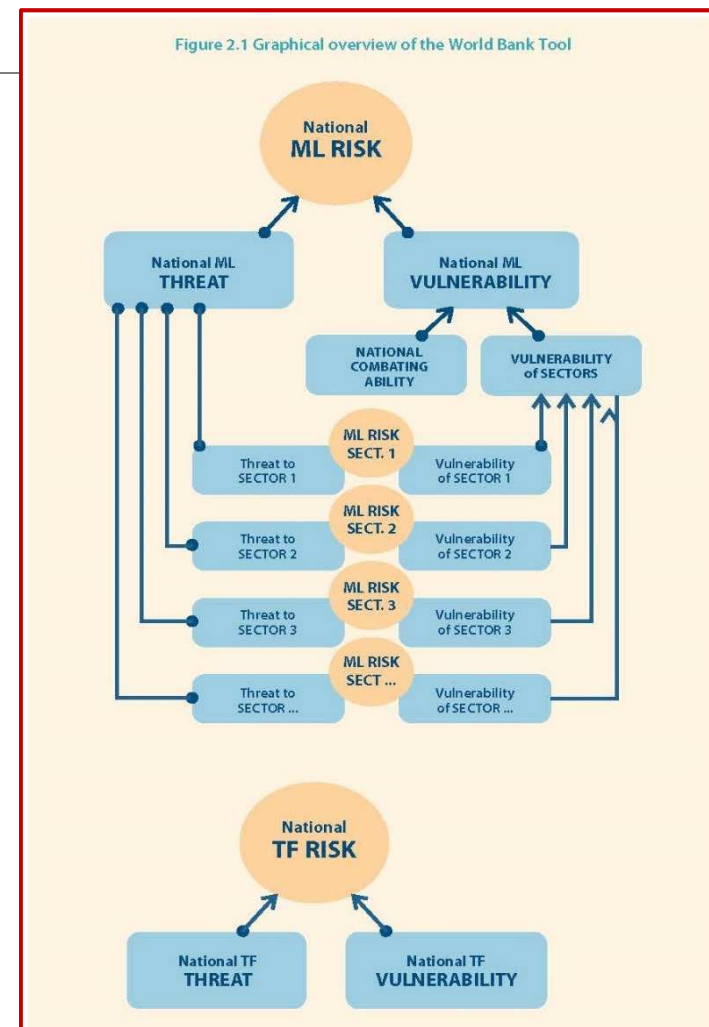 Figure 2.1 Graphical overview of the World Bank Tool
National
ML RISK
National ML
THREAT
National ML
VULNERABILITY
NATIONAL
COMBATING
ABILITY
VULNERABILITY
of SECTORS
ML RISK
SECT. 1
Threat to
SECTOR 1
Vulnerability
of SECTOR 1
ML RISK
SECT. 2
Threat to
SECTOR 2
Vulnerability
of SECTOR 2
ML RISK
SECT. 3
Threat to
SECTOR 3
Vulnerability
of SECTOR 3
ML RISK
SECT ...
Threat to
SECTOR ...
Vulnerability
of SECTOR ...
National
TF RISK
National TF
THREAT
National TF
VULNERABILITY